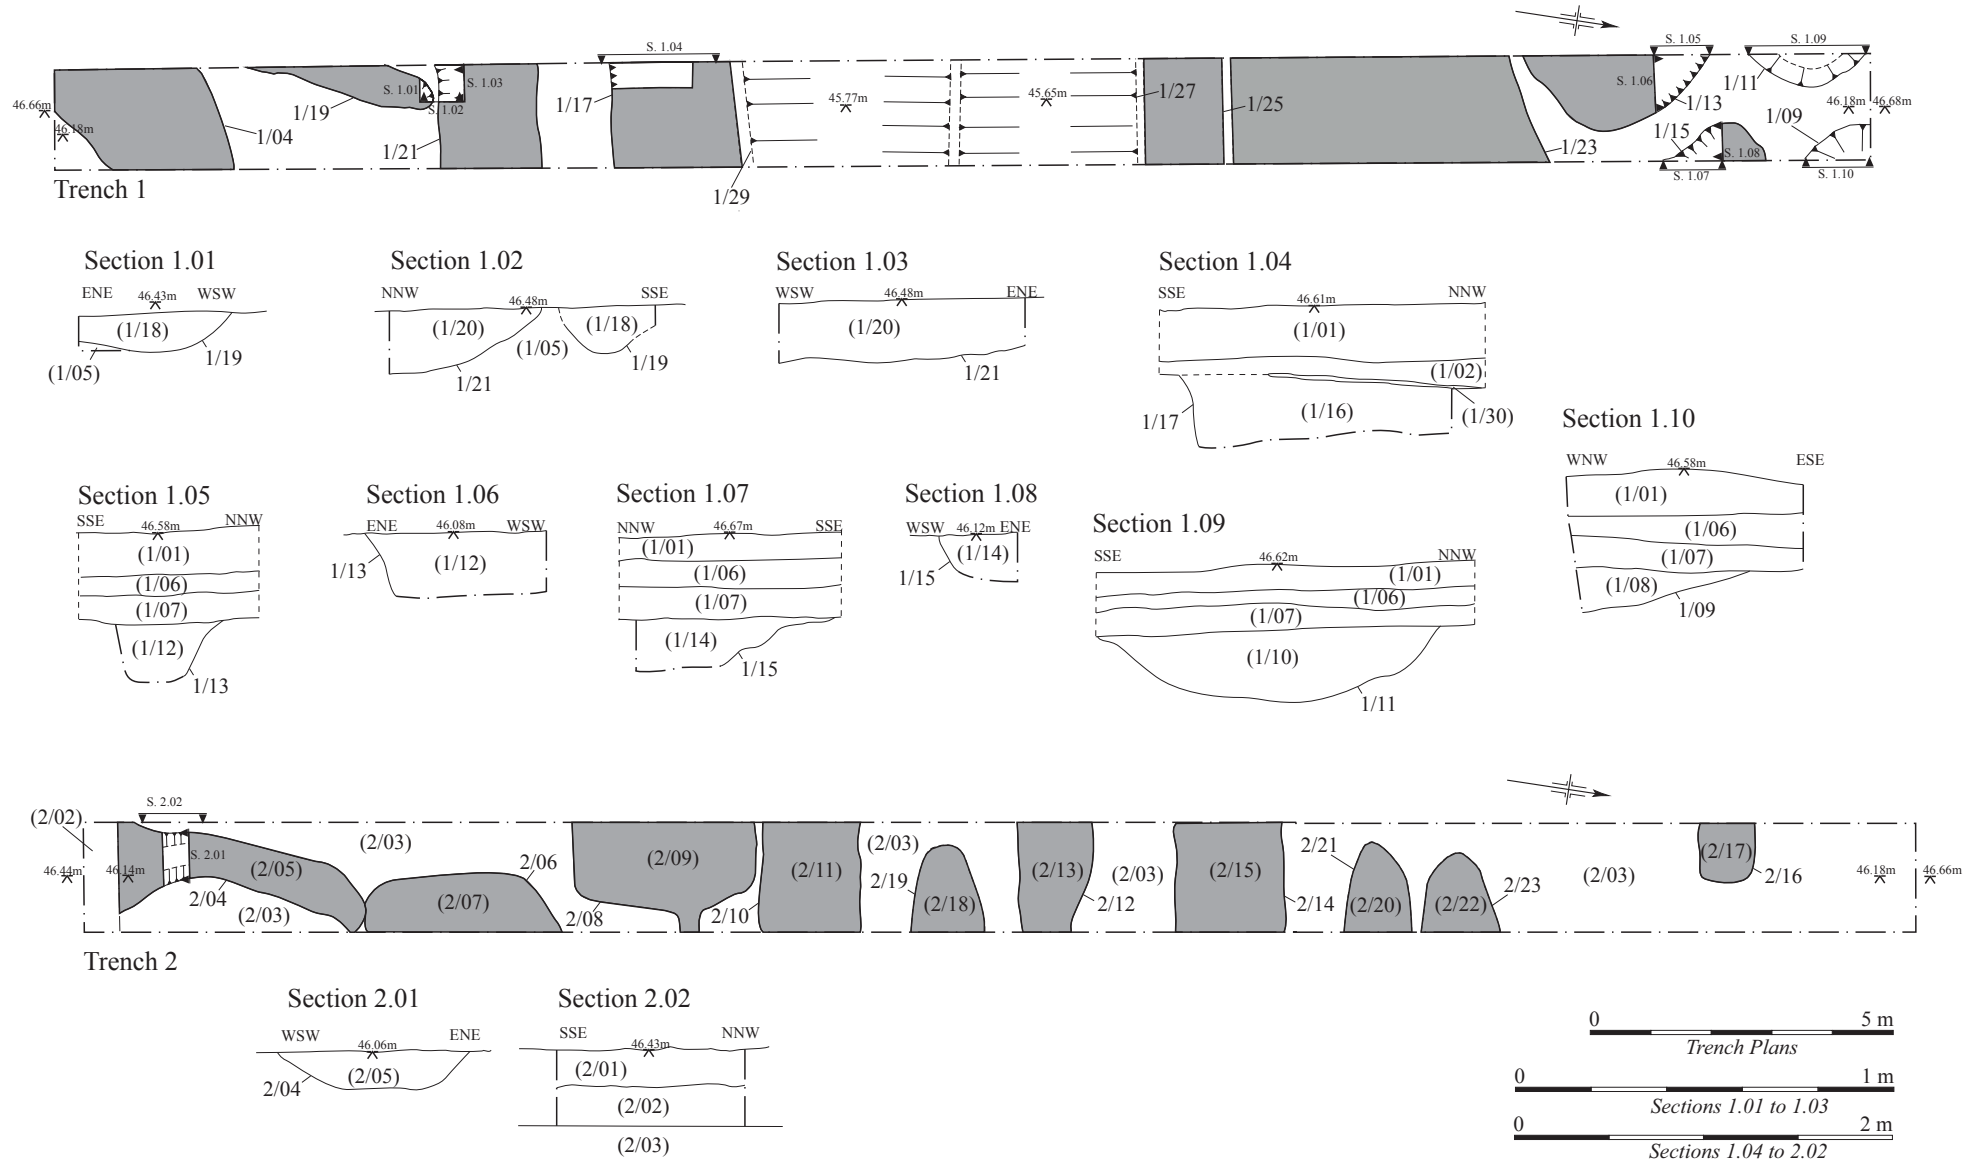 S. 1.04
S. 1.05
S. 1.09
46.66m
46.18m
1/04
1/19
S. 1.01
S. 1.02
S. 1.03
1/21
1/17
1/29
45.77m
45.65m
1/27
1/25
1/23
S. 1.06
1/13
1/11
1/15
1/09
46.18m
46.68m
S. 1.08
S. 1.07
S. 1.10
Trench 1
Section 1.01
ENE
46.43m
WSW
(1/18)
(1/05)
1/19
Section 1.02
NNW
46.48m
SSE
(1/20)
(1/05)
(1/18)
1/21
1/19
Section 1.03
WSW
46.48m
ENE
(1/20)
1/21
Section 1.04
SSE
46.61m
NNW
(1/01)
(1/02)
1/17
(1/16)
(1/30)
Section 1.05
SSE
46.58m
NNW
(1/01)
(1/06)
(1/07)
(1/12)
1/13
Section 1.06
ENE
46.08m
WSW
1/13
(1/12)
Section 1.07
NNW
46.67m
SSE
(1/01)
(1/06)
(1/07)
(1/14)
1/15
Section 1.08
WSW
46.12m
ENE
(1/14)
1/15
Section 1.09
SSE
46.62m
NNW
(1/01)
(1/06)
(1/07)
(1/10)
1/11
Section 1.10
WNW
46.58m
ESE
(1/01)
(1/06)
(1/07)
(1/08)
1/09
S. 2.02
(2/02)
46.44m
46.14m
S. 2.01
(2/05)
2/04
(2/03)
(2/03)
(2/07)
2/06
2/08
(2/09)
2/10
(2/11)
(2/03)
2/19
(2/18)
(2/13)
2/12
(2/03)
(2/15)
2/14
2/21
(2/20)
(2/22)
2/23
(2/03)
(2/17)
2/16
46.18m
46.66m
Trench 2
Section 2.01
WSW
46.06m
ENE
2/04
(2/05)
Section 2.02
SSE
46.43m
NNW
(2/01)
(2/02)
(2/03)
0 5 m
Trench Plans
0 1 m
Sections 1.01 to 1.03
0 2 m
Sections 1.04 to 2.02